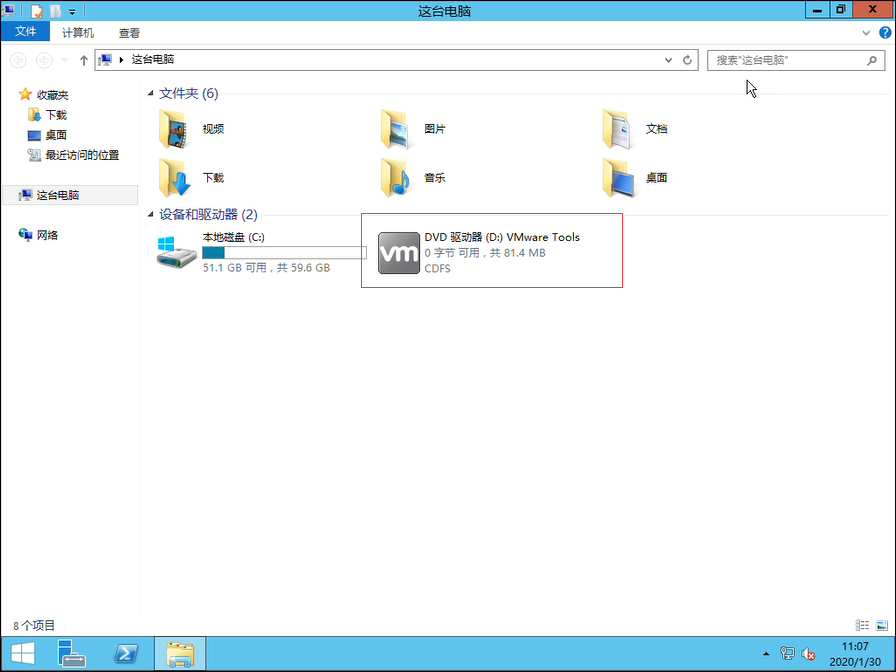 这台电脑
文件
计算机
查看
这台电脑
搜索"这台电脑"
收藏夹
下载
桌面
最近访问的位置
这台电脑
网络
文件夹 (6)
视频
图片
文档
下载
音乐
桌面
设备和驱动器 (2)
本地磁盘 (C:)
51.1 GB 可用，共 59.6 GB
vm
DVD 驱动器 (D:) VMware Tools
0 字节 可用，共 81.4 MB
CDFS
8 个项目
11:07
2020/1/30